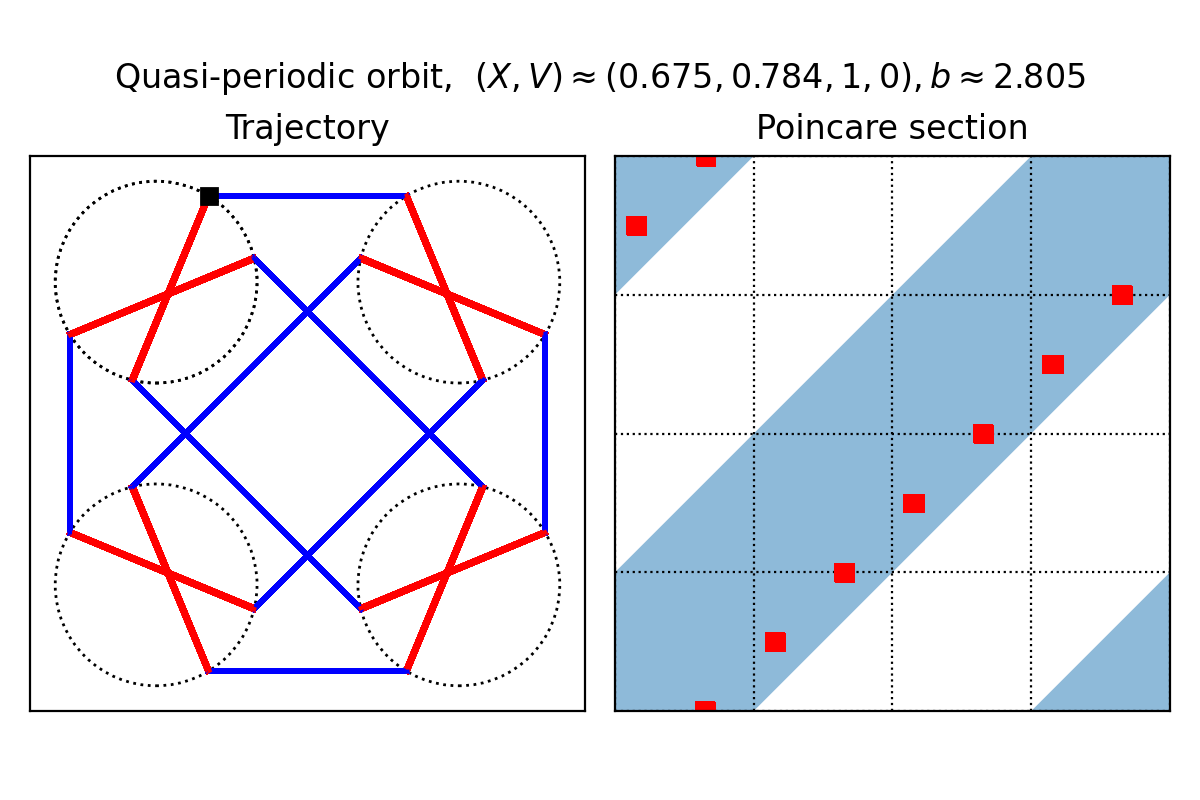 Quasi-periodic orbit, (X, V) ≈ (0.675, 0.784, 1, 0), b ≈ 2.805
Trajectory
Poincare section